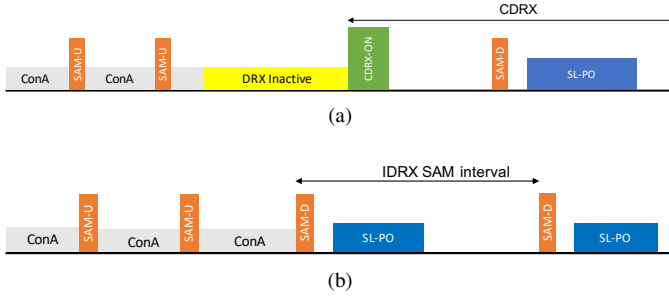 CDRX
ConA
SAM-U
ConA
SAM-U
DRX Inactive
CDRX-ON
SAM-D
SL-PO
(a)
IDRX SAM interval
ConA
SAM-U
ConA
SAM-U
ConA
SAM-D
SL-PO
SAM-D
SL-PO
(b)